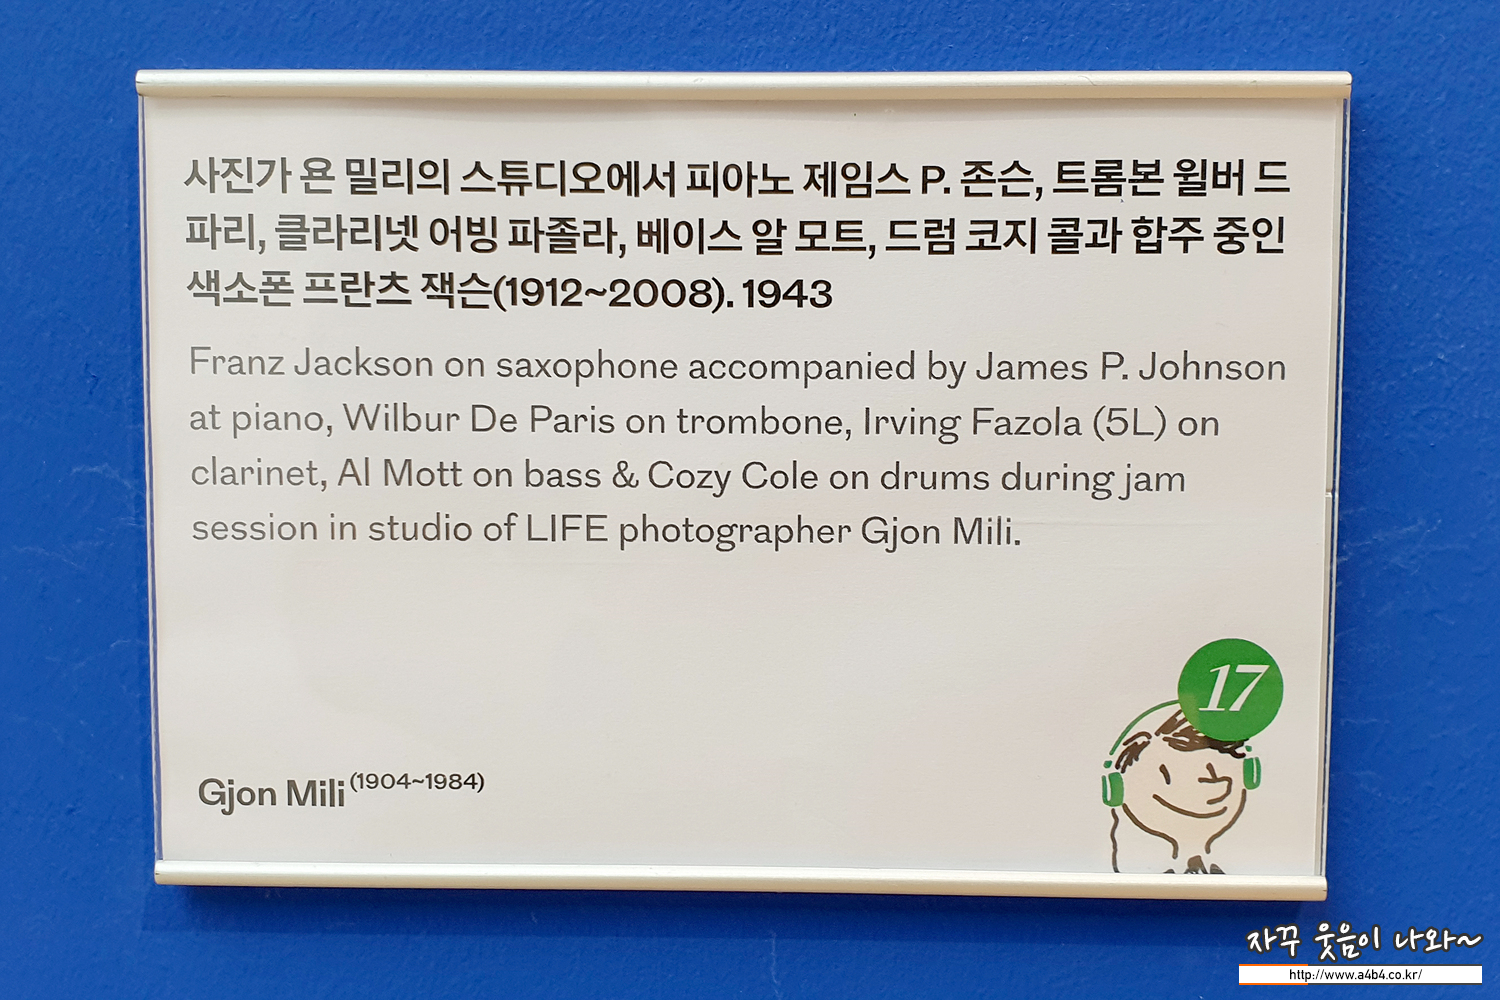 사진가 욘 밀리의 스튜디오에서 피아노 제임스 P. 존슨, 트롬본 윌버 드
파리, 클라리넷 어빙 파졸라, 베이스 알 모트, 드럼 코지 콜과 합주 중인
색소폰 프란츠 잭슨(1912~2008). 1943
Franz Jackson on saxophone accompanied by James P. Johnson
at piano, Wilbur De Paris on trombone, Irving Fazola (5L) on
clarinet, Al Mott on bass & Cozy Cole on drums during jam
session in studio of LIFE photographer Gjon Mili.
17
Gjon Mili (1904~1984)
자꾸 웃음이 나와~
http://www.a4b4.co.kr/